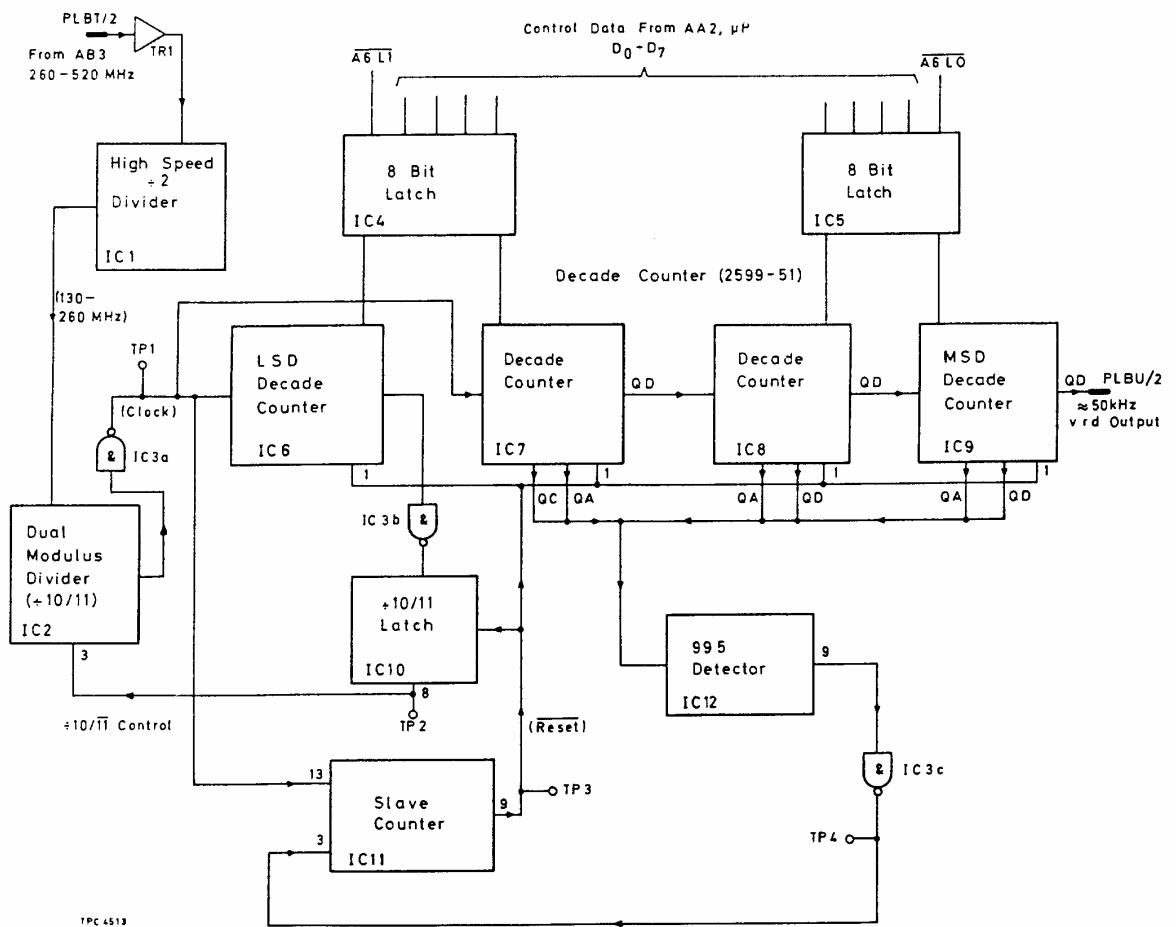 PLBT/2
From AB3
260-520 MHz
TR1
Control Data From AA2, µP
D0-D7
A6 L1
A6 L0
High Speed
÷2
Divider
IC1
8 Bit
Latch
IC4
8 Bit
Latch
IC5
Decade Counter (2599-51)
(130-
260 MHz)
TP1
(Clock)
IC3a
LSD
Decade
Counter
IC6
1
Decade
Counter
IC7
1
QC
QA
QD
Decade
Counter
IC8
1
QA
QD
QD
MSD
Decade
Counter
IC9
1
QA
QD
QD
PLBU/2
≈50kHz
vrd Output
&
&
IC3b
Dual
Modulus
Divider
(÷10/11)
IC2
3
÷10/11 Control
÷10/11
Latch
IC10
8
TP2
(Reset)
995
Detector
IC12
9
&
IC3c
13
3
Slave
Counter
IC11
9
TP3
TP4
TPC 4513